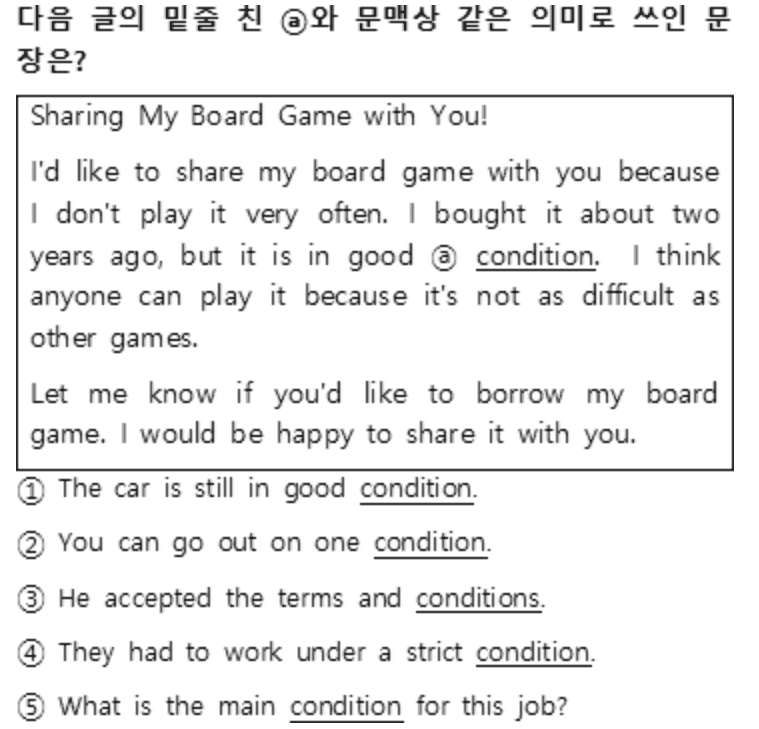 다음 글의 밑줄 친 ⓐ와 문맥상 같은 의미로 쓰인 문
장은?
Sharing My Board Game with You!
I'd like to share my board game with you because
I don't play it very often. I bought it about two
years ago, but it is in good ⓐ condition. I think
anyone can play it because it's not as difficult as
other games.
Let me know if you'd like to borrow my board
game. I would be happy to share it with you.
① The car is still in good condition.
② You can go out on one condition.
③ He accepted the terms and conditions.
④ They had to work under a strict condition.
⑤ What is the main condition for this job?